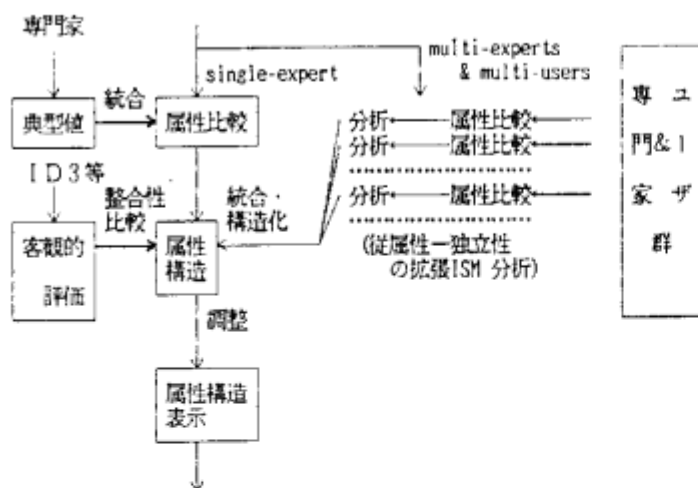 専門家
multi-experts
& multi-users
single-expert
統合
典型値
属性比較
分析
属性比較
分析
属性比較
分析
属性比較
専門家&ユーザ群
ID3等
整合性
比較
統合・
構造化
客観的
評価
属性
構造
(従属性ー独立性
の拡張ISM 分析)
調整
属性構造
表示